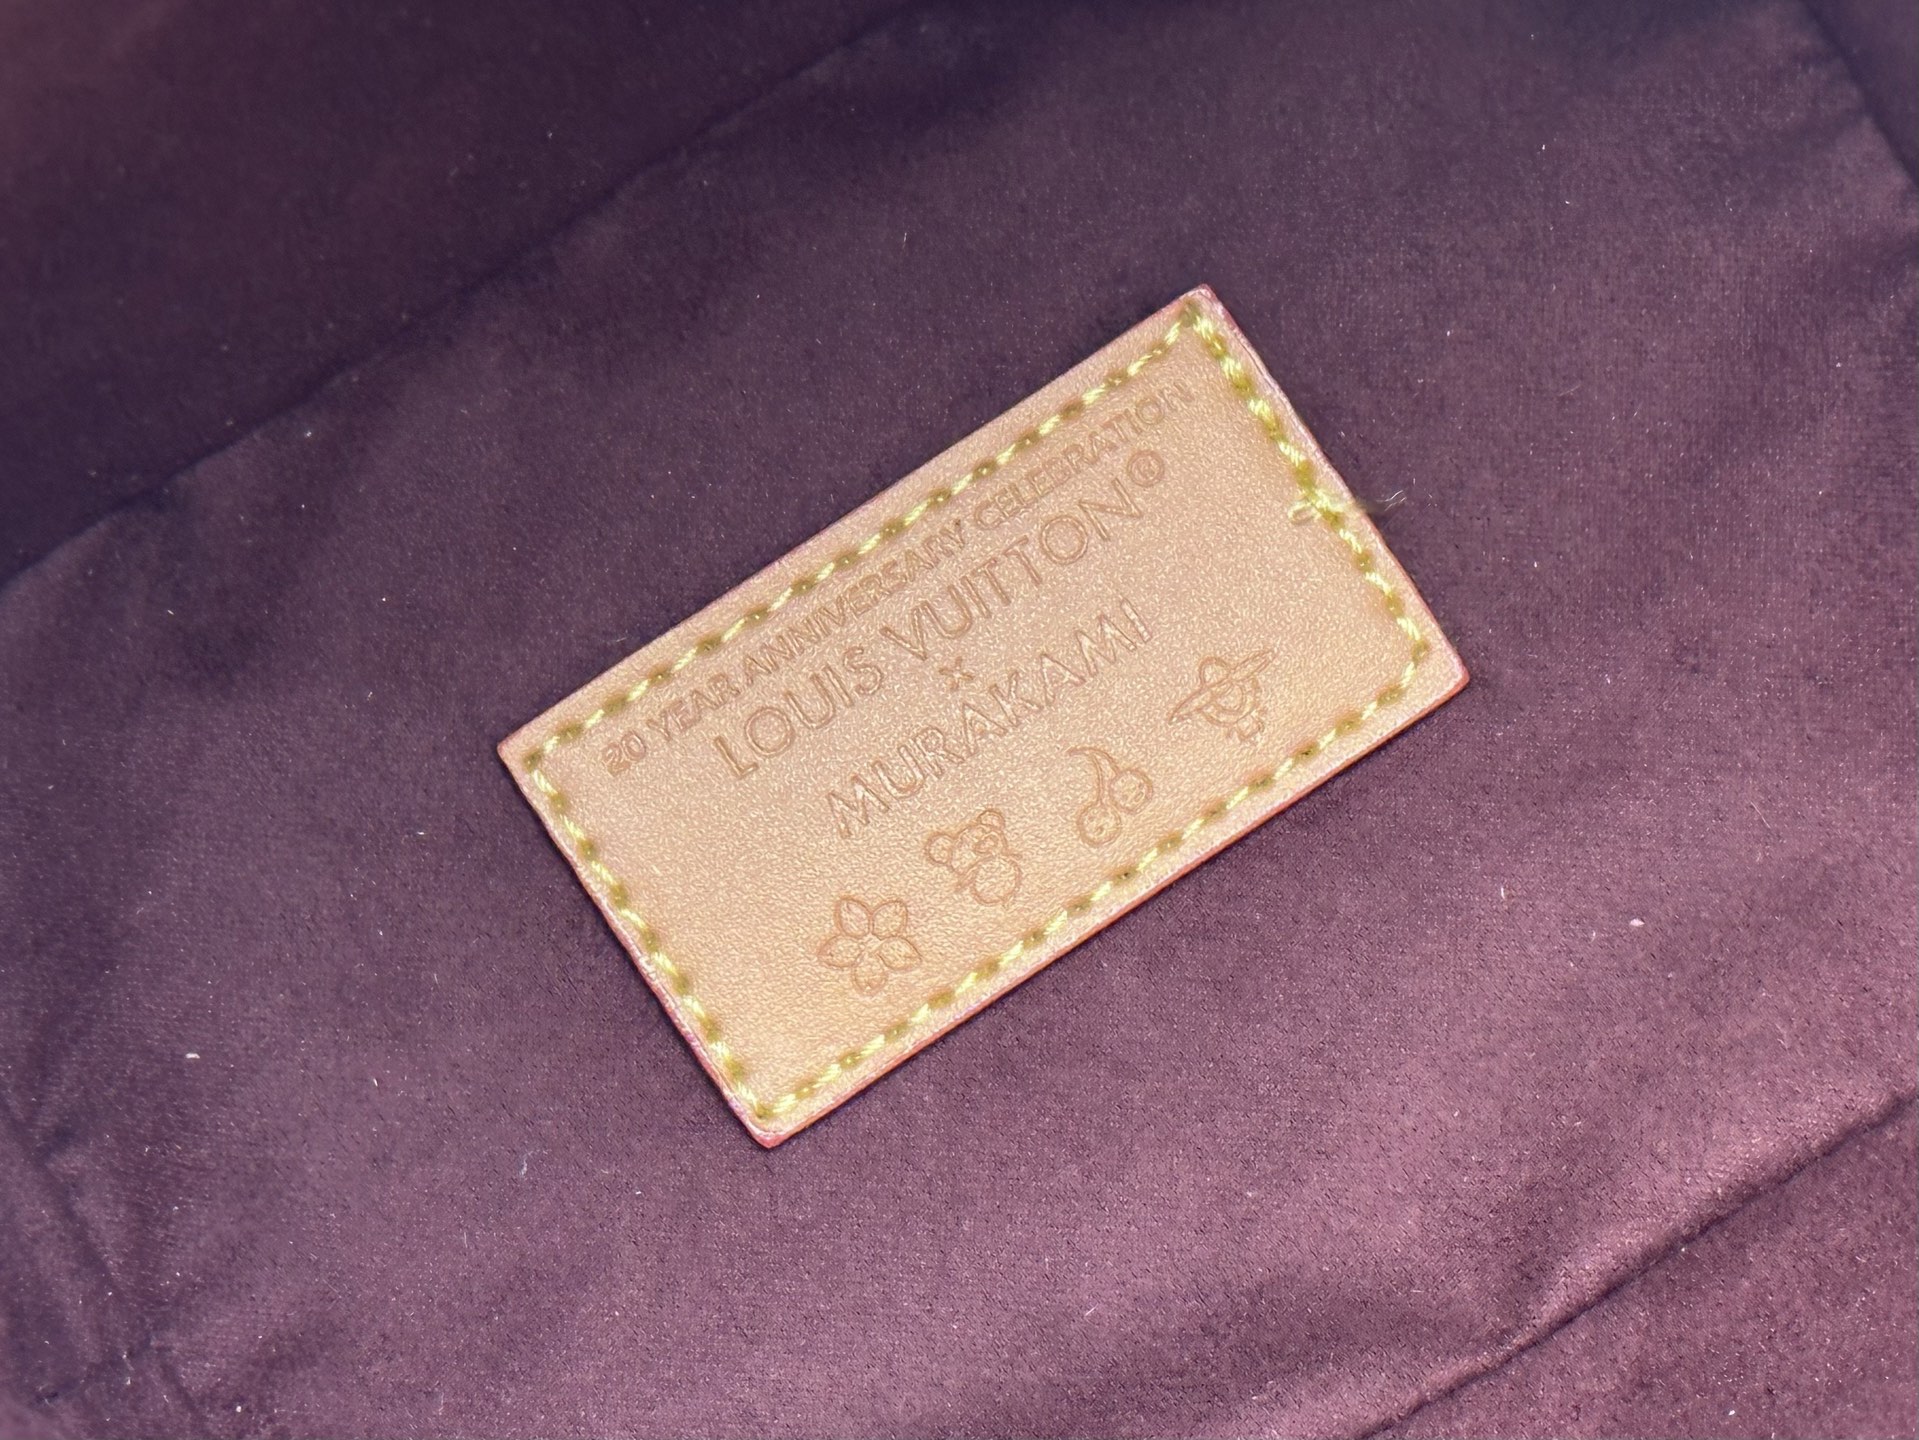 20 YEAR ANNIVERSARY CELEBRATION
LOUIS VUITTON®
×
MURAKAMI